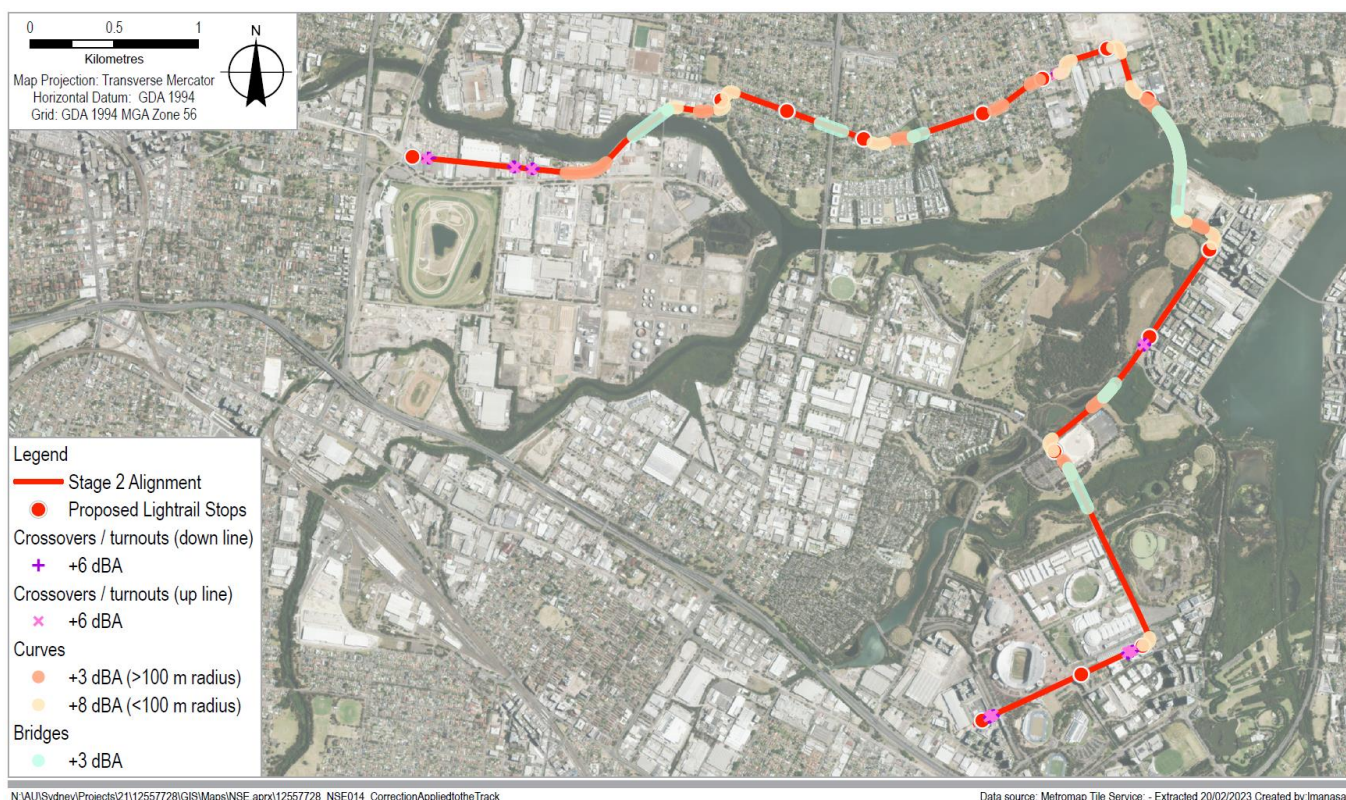 0 0.5 1
Kilometres
N
Map Projection: Transverse Mercator
Horizontal Datum: GDA 1994
Grid: GDA 1994 MGA Zone 56
Legend
Stage 2 Alignment
Proposed Lightrail Stops
Crossovers / turnouts (down line)
+6 dBA
Crossovers / turnouts (up line)
+6 dBA
Curves
+3 dBA (>100 m radius)
+8 dBA (<100 m radius)
Bridges
+3 dBA
N:\AU\Sydney\Projects\21\12557728\GIS\Maps\NSE.aprx\12557728_NSE014_CorrectionAppliedtotheTrack
Data source: Metromap Tile Service: - Extracted 20/02/2023 Created by:lmanasa